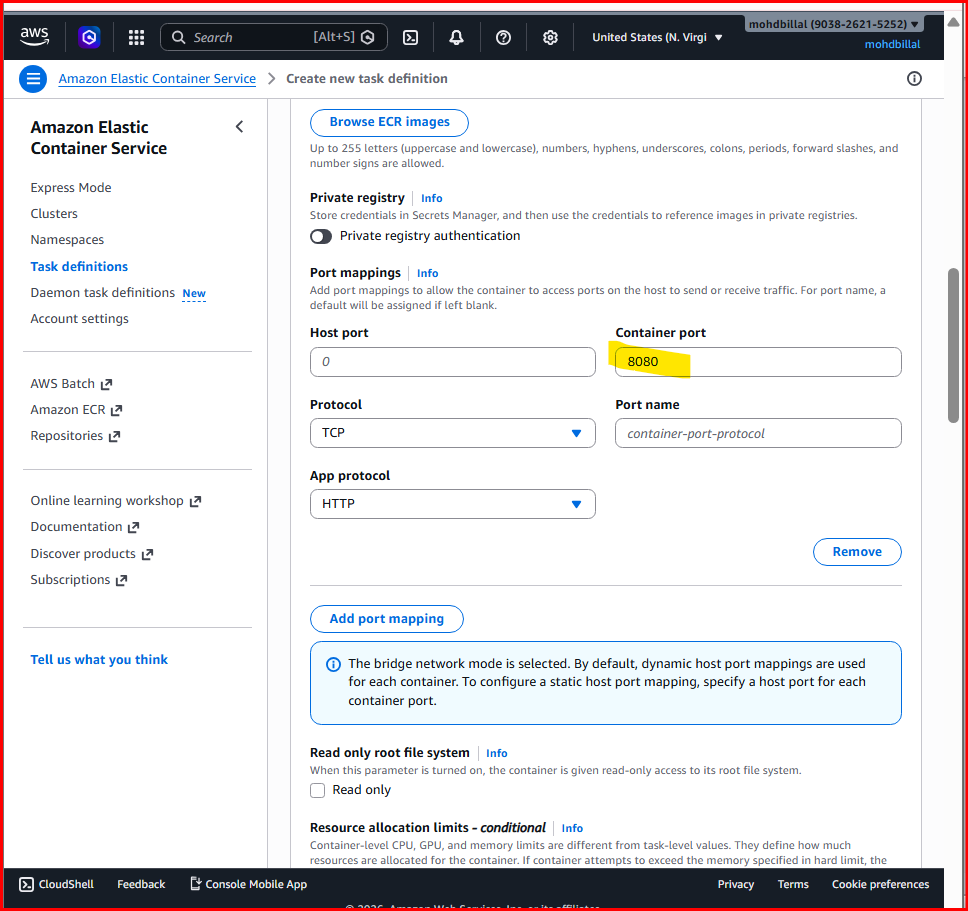 aws
Search
[Alt+S]
United States (N. Virgi
mohdbillal (9038-2621-5252)
mohdbillal
Amazon Elastic Container Service
Create new task definition
Amazon Elastic
Container Service
Express Mode
Clusters
Namespaces
Task definitions
Daemon task definitions New
Account settings
AWS Batch
Amazon ECR
Repositories
Online learning workshop
Documentation
Discover products
Subscriptions
Tell us what you think
Browse ECR images
Up to 255 letters (uppercase and lowercase), numbers, hyphens, underscores, colons, periods, forward slashes, and
number signs are allowed.
Private registry Info
Store credentials in Secrets Manager, and then use the credentials to reference images in private registries.
Private registry authentication
Port mappings Info
Add port mappings to allow the container to access ports on the host to send or receive traffic. For port name, a
default will be assigned if left blank.
Host port
Container port
0
8080
Protocol
Port name
TCP
container-port-protocol
App protocol
HTTP
Remove
Add port mapping
The bridge network mode is selected. By default, dynamic host port mappings are used
for each container. To configure a static host port mapping, specify a host port for each
container port.
Read only root file system Info
When this parameter is turned on, the container is given read-only access to its root file system.
Read only
Resource allocation limits - conditional Info
Container-level CPU, GPU, and memory limits are different from task-level values. They define how much
resources are allocated for the container. If container attempts to exceed the memory specified in hard limit, the
CloudShell
Feedback
Console Mobile App
Privacy
Terms
Cookie preferences
© 2026, Amazon Web Services, Inc. or its affiliates.